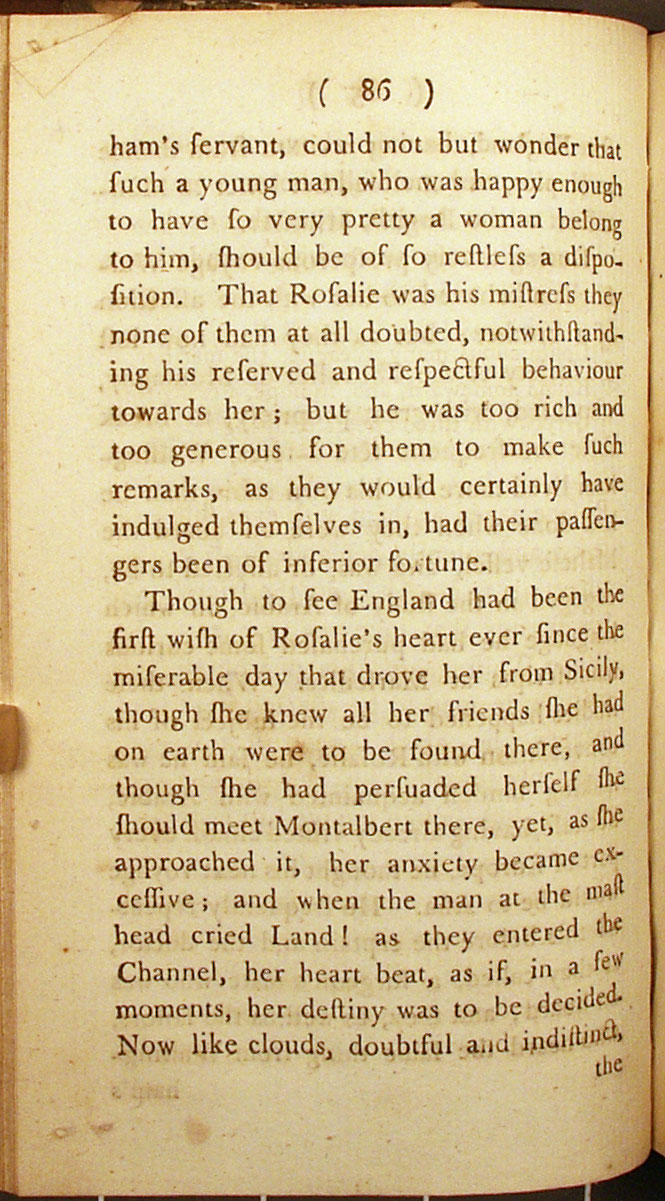 ( 86 )
ham's ſervant, could not but wonder that
ſuch a young man, who was happy enough
to have ſo very pretty a woman belong
to him, ſhould be of ſo reſtleſs a diſpo-
ſition. That Roſalie was his miſtreſs they
none of them at all doubted, notwithſtand-
ing his reſerved and reſpectful behaviour
towards her; but he was too rich and
too generous for them to make ſuch
remarks, as they would certainly have
indulged themſelves in, had their paſſen-
gers been of inferior fortune.
Though to ſee England had been the
firſt wiſh of Roſalie's heart ever ſince the
miſerable day that drove her from Sicily,
though ſhe knew all her friends ſhe had
on earth were to be found there, and
though ſhe had perſuaded herſelf ſhe
ſhould meet Montalbert there, yet, as ſhe
approached it, her anxiety became ex-
ceſſive; and when the man at the maſt
head cried Land! as they entered the
Channel, her heart beat, as if, in a few
moments, her deſtiny was to be decided.
Now like clouds, doubtful and indiſtinct,
the